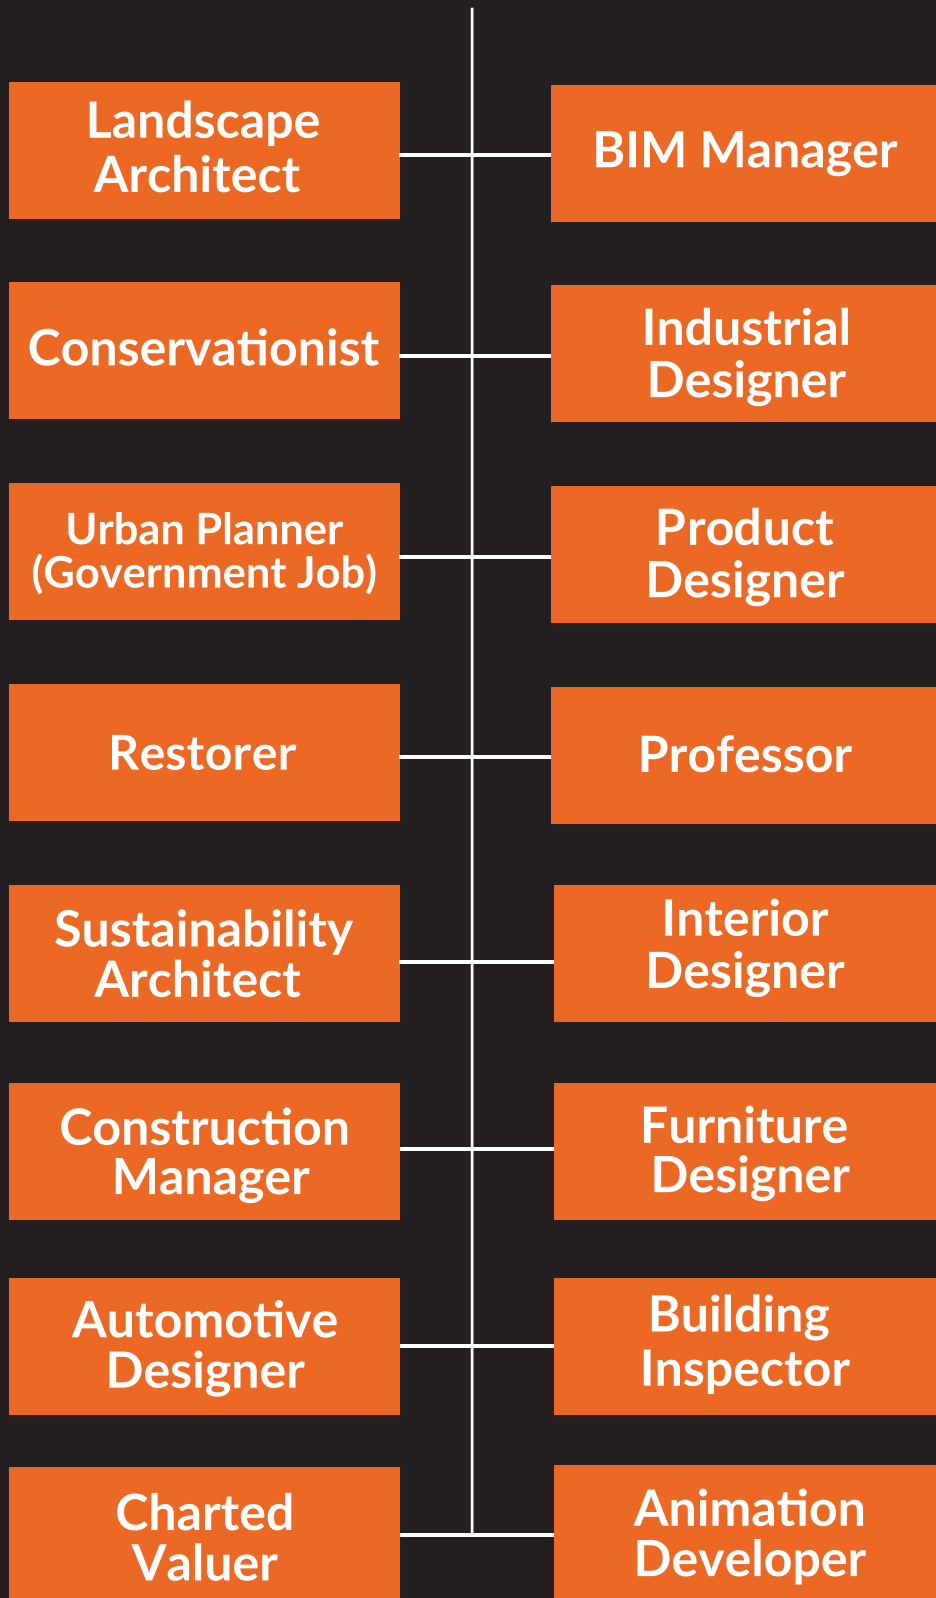 Landscape
Architect
BIM Manager
Conservationist
Industrial
Designer
Urban Planner
(Government Job)
Product
Designer
Restorer
Professor
Sustainability
Architect
Interior
Designer
Construction
Manager
Furniture
Designer
Automotive
Designer
Building
Inspector
Charted
Valuer
Animation
Developer